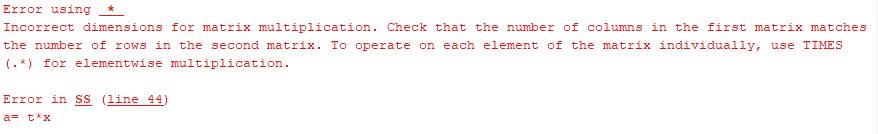 Error using  * 
Incorrect dimensions for matrix multiplication. Check that the number of columns in the first matrix matches
the number of rows in the second matrix. To operate on each element of the matrix individually, use TIMES
(.*) for elementwise multiplication.
Error in SS (line 44)
a= t*x